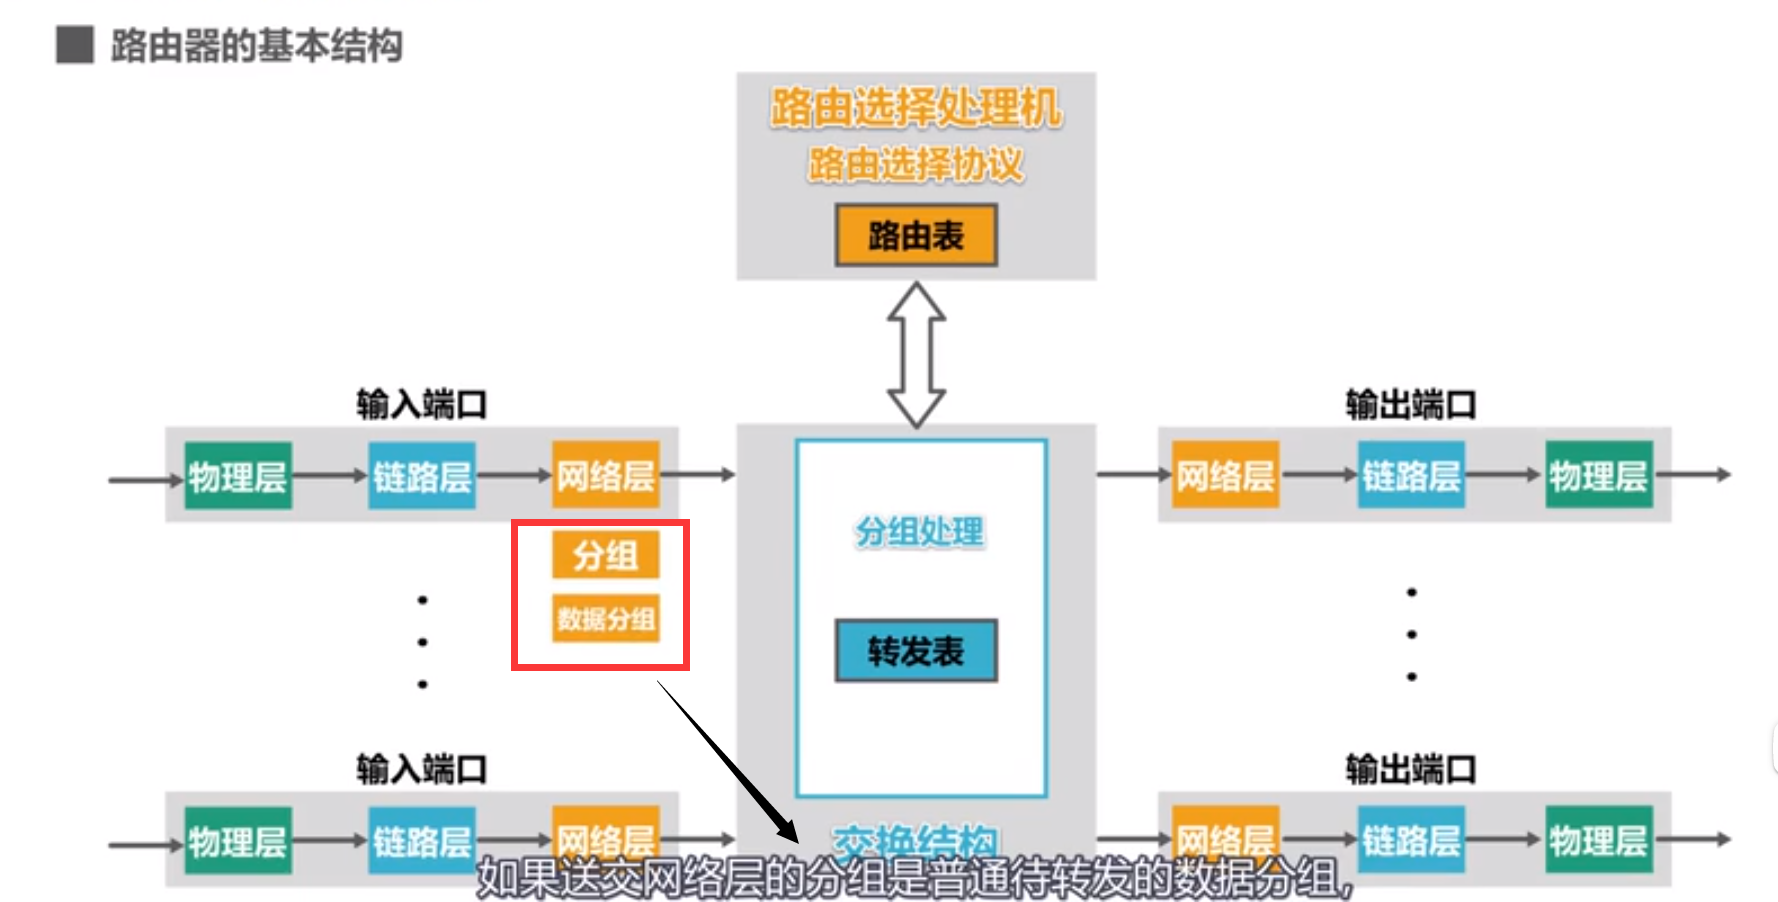 路由器的基本结构
路由选择处理机
路由选择协议
路由表
输入端口
输出端口
物理层
链路层
网络层
网络层
链路层
物理层
分组
数据分组
分组处理
转发表
输入端口
输出端口
物理层
链路层
网络层
交换结构
网络层
链路层
物理层
如果送交网络层的分组是普通待转发的数据分组,